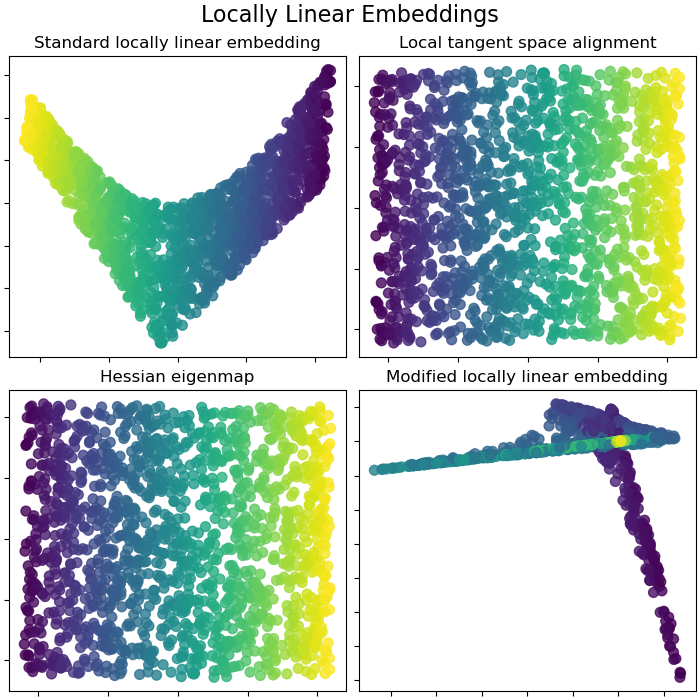 Locally Linear Embeddings
Standard locally linear embedding
Local tangent space alignment
Hessian eigenmap
Modified locally linear embedding